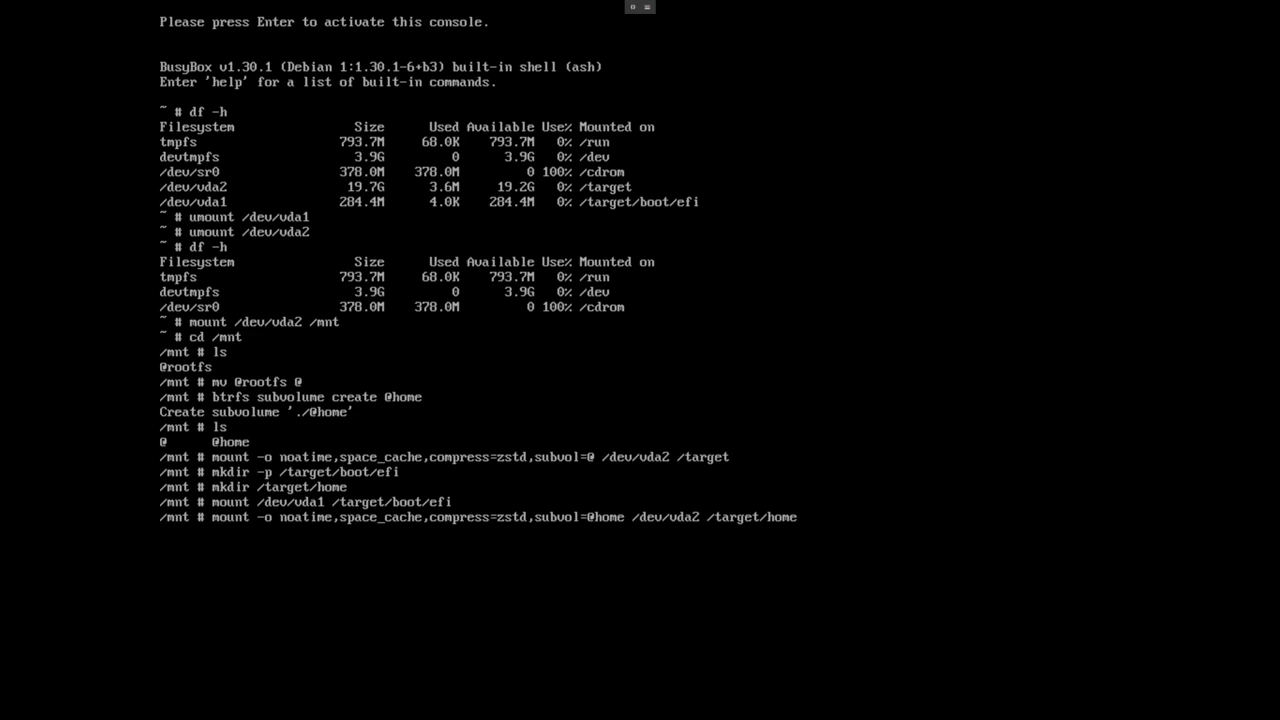 Please press Enter to activate this console.
BusyBox v1.30.1 (Debian 1:1.30.1-6+b3) built-in shell (ash)
Enter 'help' for a list of built-in commands.
~ # df -h
Filesystem                Size      Used Available Use% Mounted on
tmpfs                   793.7M     68.0K    793.7M   0% /run
devtmpfs                  3.9G         0      3.9G   0% /dev
/dev/sr0                378.0M    378.0M         0 100% /cdrom
/dev/vda2                19.7G      3.6M     19.2G   0% /target
/dev/vda1               284.4M      4.0K    284.4M   0% /target/boot/efi
~ # umount /dev/vda1
~ # umount /dev/vda2
~ # df -h
Filesystem                Size      Used Available Use% Mounted on
tmpfs                   793.7M     68.0K    793.7M   0% /run
devtmpfs                  3.9G         0      3.9G   0% /dev
/dev/sr0                378.0M    378.0M         0 100% /cdrom
~ # mount /dev/vda2 /mnt
~ # cd /mnt
/mnt # ls
@rootfs
/mnt # mv @rootfs @
/mnt # btrfs subvolume create @home
Create subvolume './@home'
/mnt # ls
@      @home
/mnt # mount -o noatime,space_cache,compress=zstd,subvol=@ /dev/vda2 /target
/mnt # mkdir -p /target/boot/efi
/mnt # mkdir /target/home
/mnt # mount /dev/vda1 /target/boot/efi
/mnt # mount -o noatime,space_cache,compress=zstd,subvol=@home /dev/vda2 /target/home